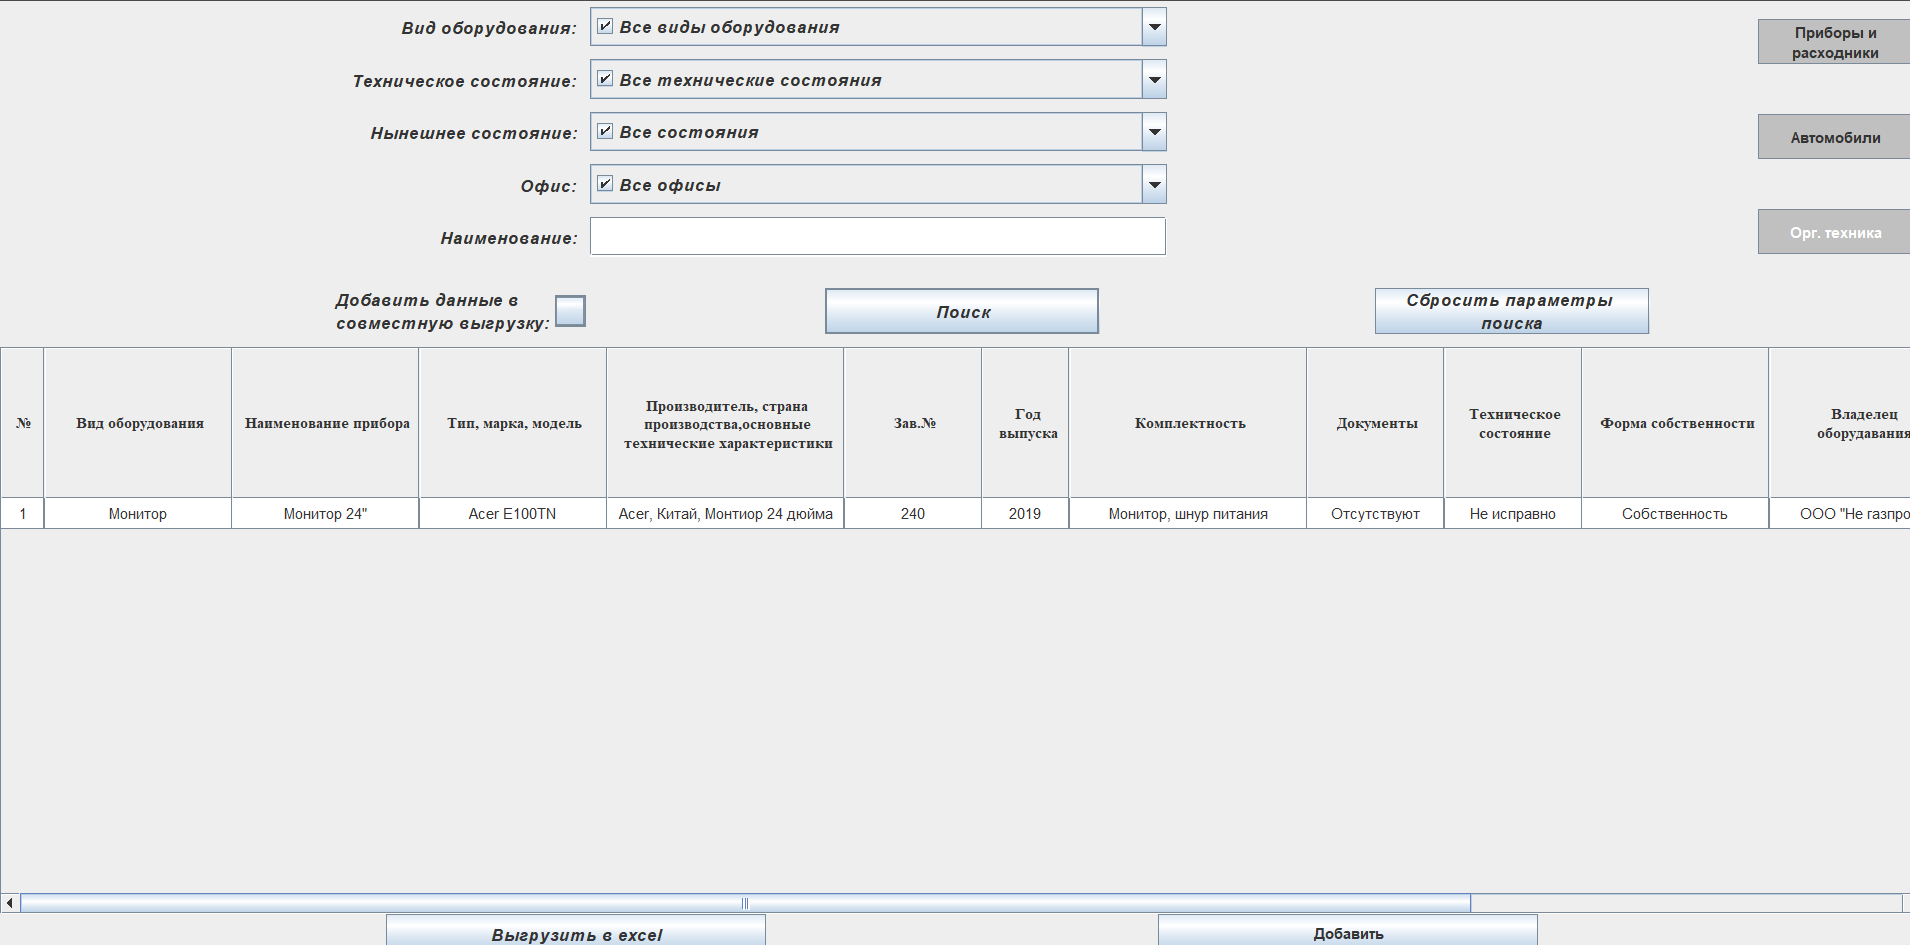 Вид оборудования:
Все виды оборудования
Приборы и
расходники
Техническое состояние:
Все технические состояния
Нынешнее состояние:
Все состояния
Автомобили
Офис:
Все офисы
Наименование:
Орг. техника
Добавить данные в
совместную выгрузку:
Поиск
Сбросить параметры
поиска
№
Вид оборудования
Наименование прибора
Тип, марка, модель
Производитель, страна
производства,основные
технические характеристики
Зав.№
Год
выпуска
Комплектность
Документы
Техническое
состояние
Форма собственности
Владелец
оборудавания
1
Монитор
Монитор 24"
Acer E100TN
Acer, Китай, Монтиор 24 дюйма
240
2019
Монитор, шнур питания
Отсутствуют
Не исправно
Собственность
ООО "Не газпро
Выгрузить в excel
Добавить